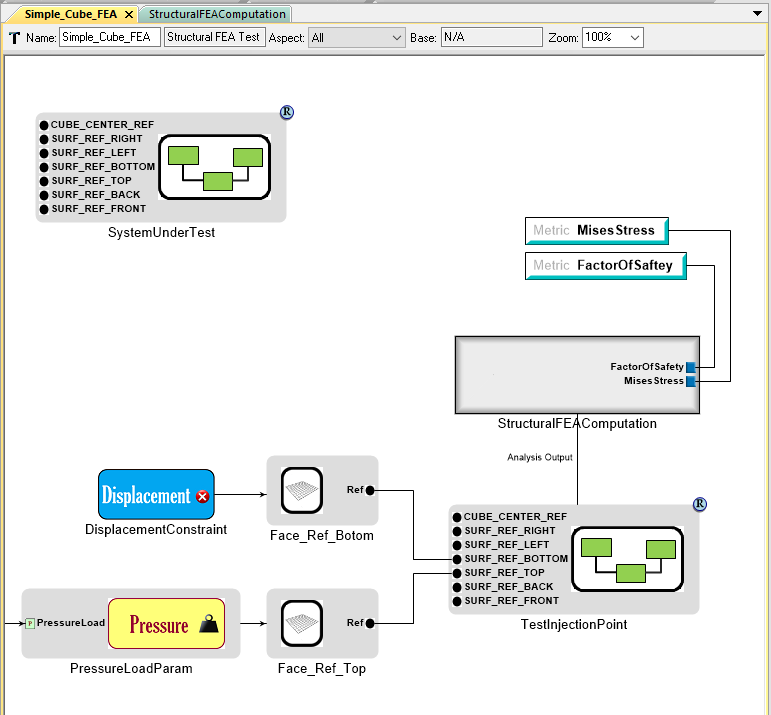 Simple_Cube_FEA
StructuralFEAComputation
T Name: Simple_Cube_FEA Structural FEA Test Aspect: All Base: N/A Zoom: 100%
R
CUBE_CENTER_REF
SURF_REF_RIGHT
SURF_REF_LEFT
SURF_REF_BOTTOM
SURF_REF_TOP
SURF_REF_BACK
SURF_REF_FRONT
SystemUnderTest
Metric MisesStress
Metric FactorOfSaftey
FactorOfSafety
MisesStress
StructuralFEAComputation
Analysis Output
Displacement
DisplacementConstraint
Ref
Face_Ref_Botom
R
CUBE_CENTER_REF
SURF_REF_RIGHT
SURF_REF_LEFT
SURF_REF_BOTTOM
SURF_REF_TOP
SURF_REF_BACK
SURF_REF_FRONT
TestInjectionPoint
P PressureLoad
Pressure
PressureLoadParam
Ref
Face_Ref_Top